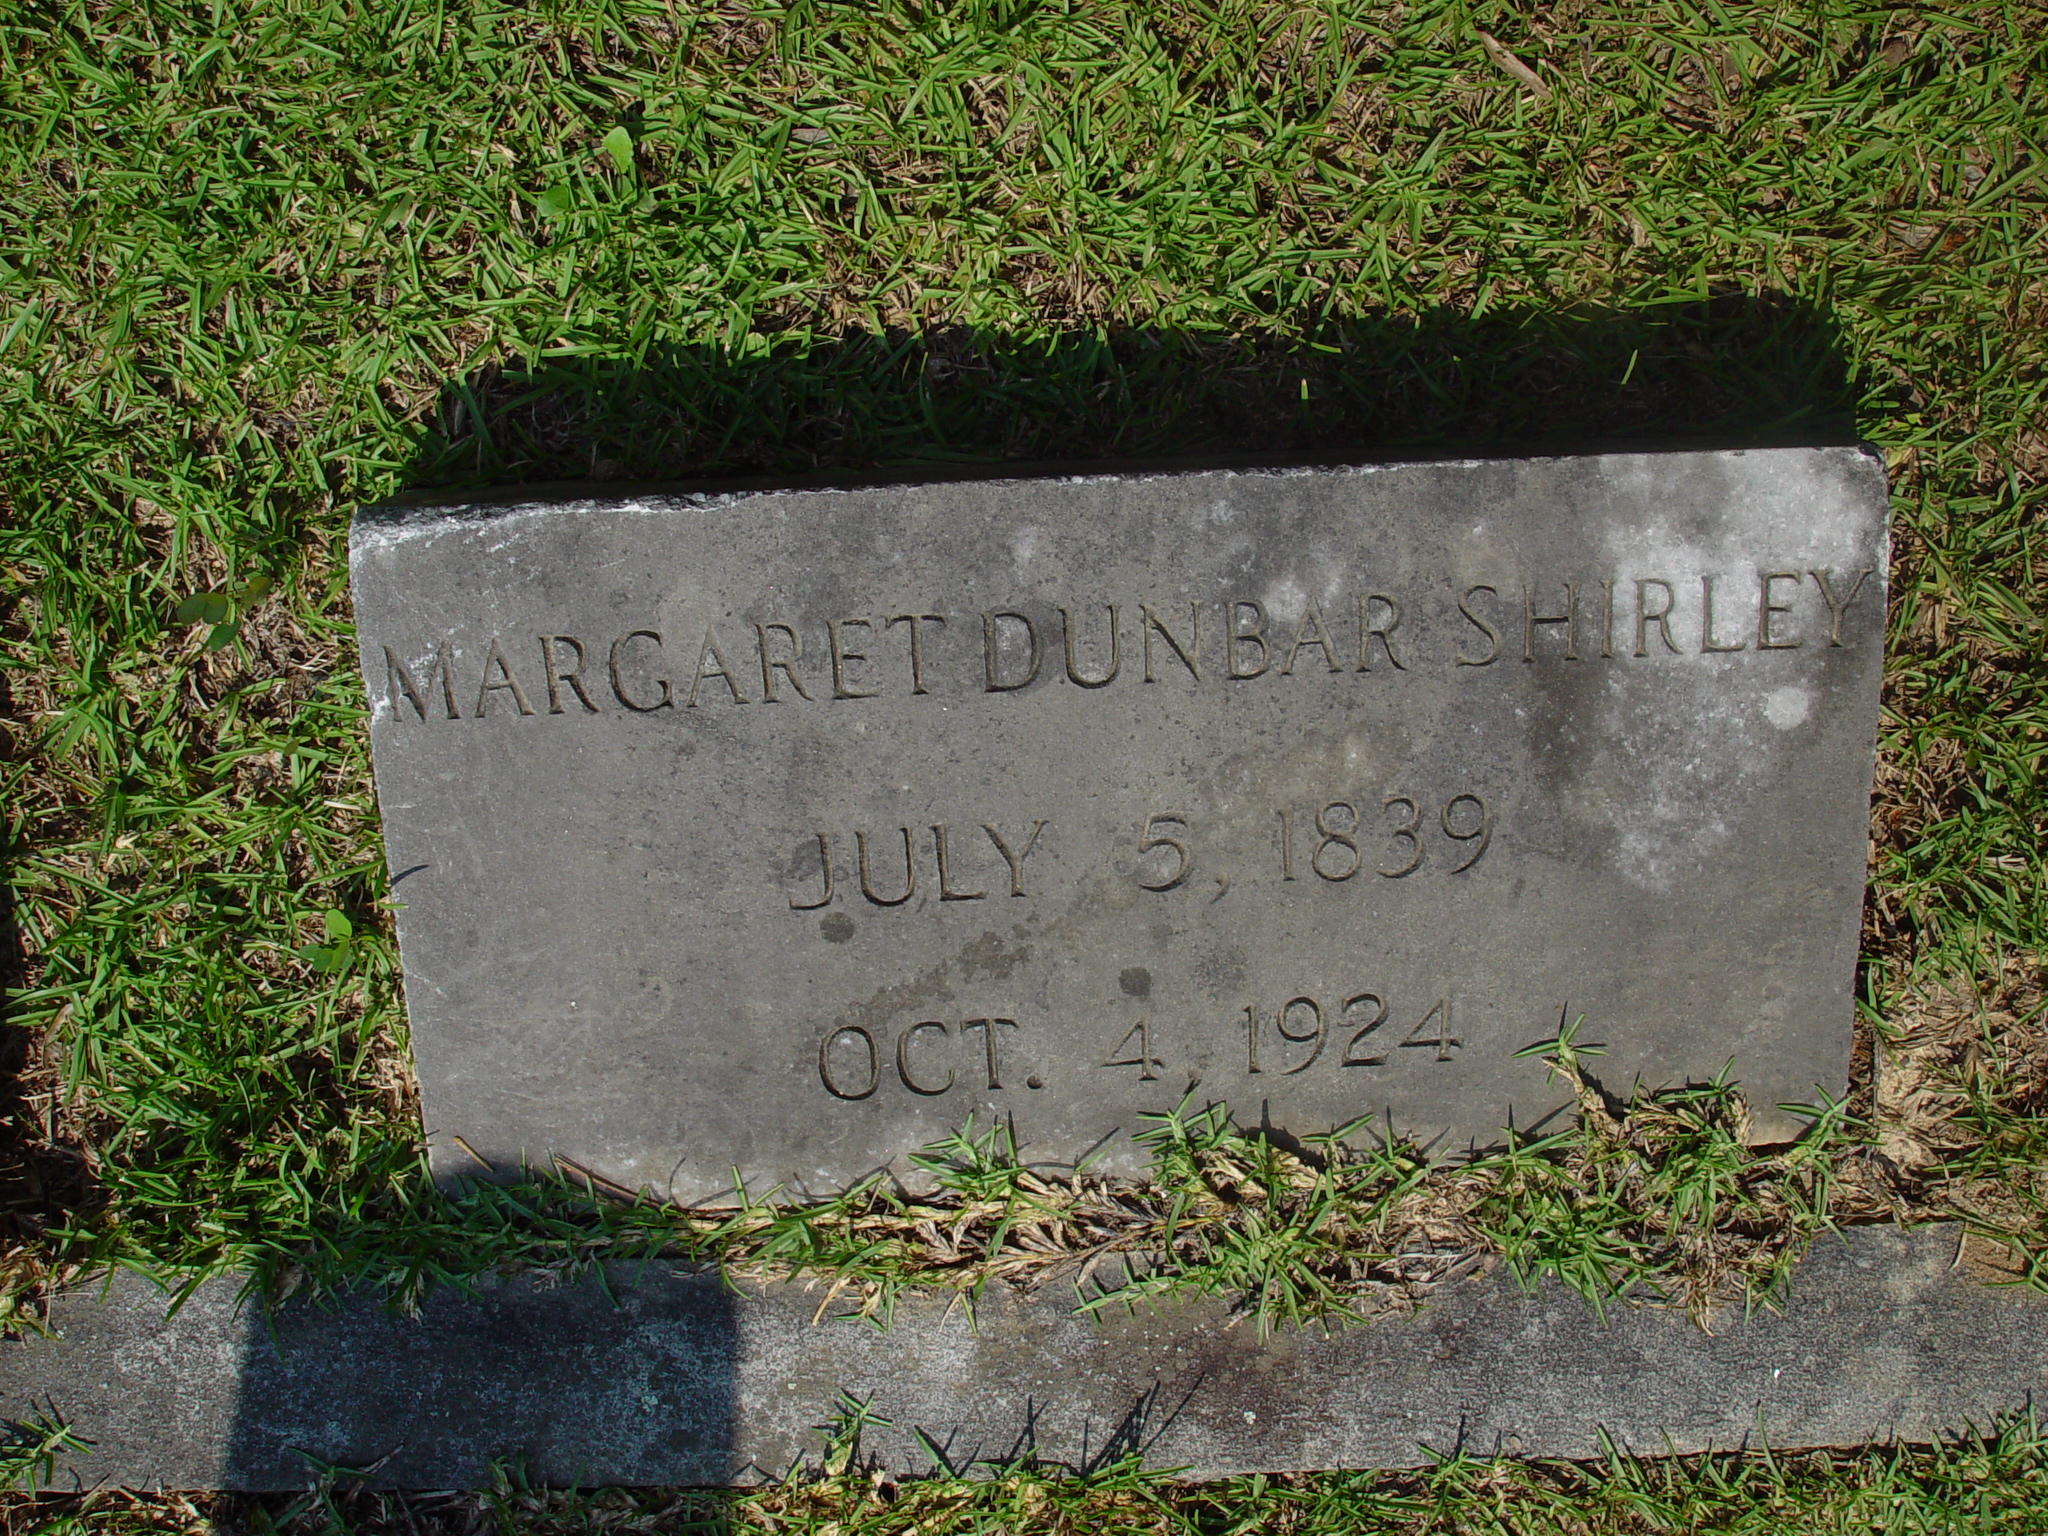 MARGARET DUNBAR SHIRLEY
JULY 5, 1839
OCT. 4, 1924